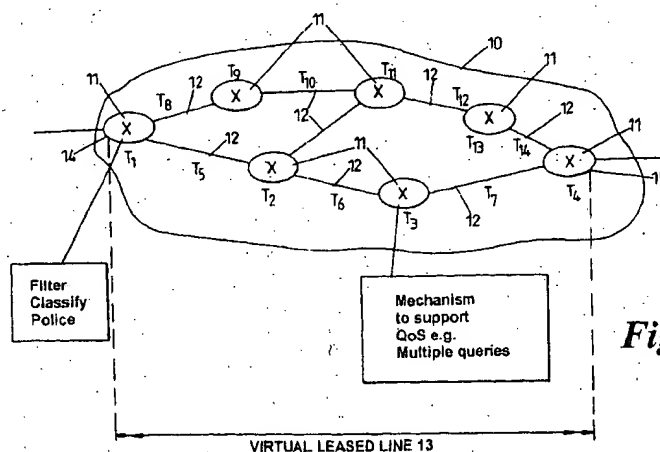 11
10
T9
11
T10
T11
12
11
11
T8
12
12
T12
12
X
X
X
X
X
X
X
T13
T14
11
14
T1
12
11
T5
T2
12
T6
T3
12
T7
T4
Filter
Classify
Police
Mechanism
to support
QoS e.g.
Multiple queries
Fig
VIRTUAL LEASED LINE 13